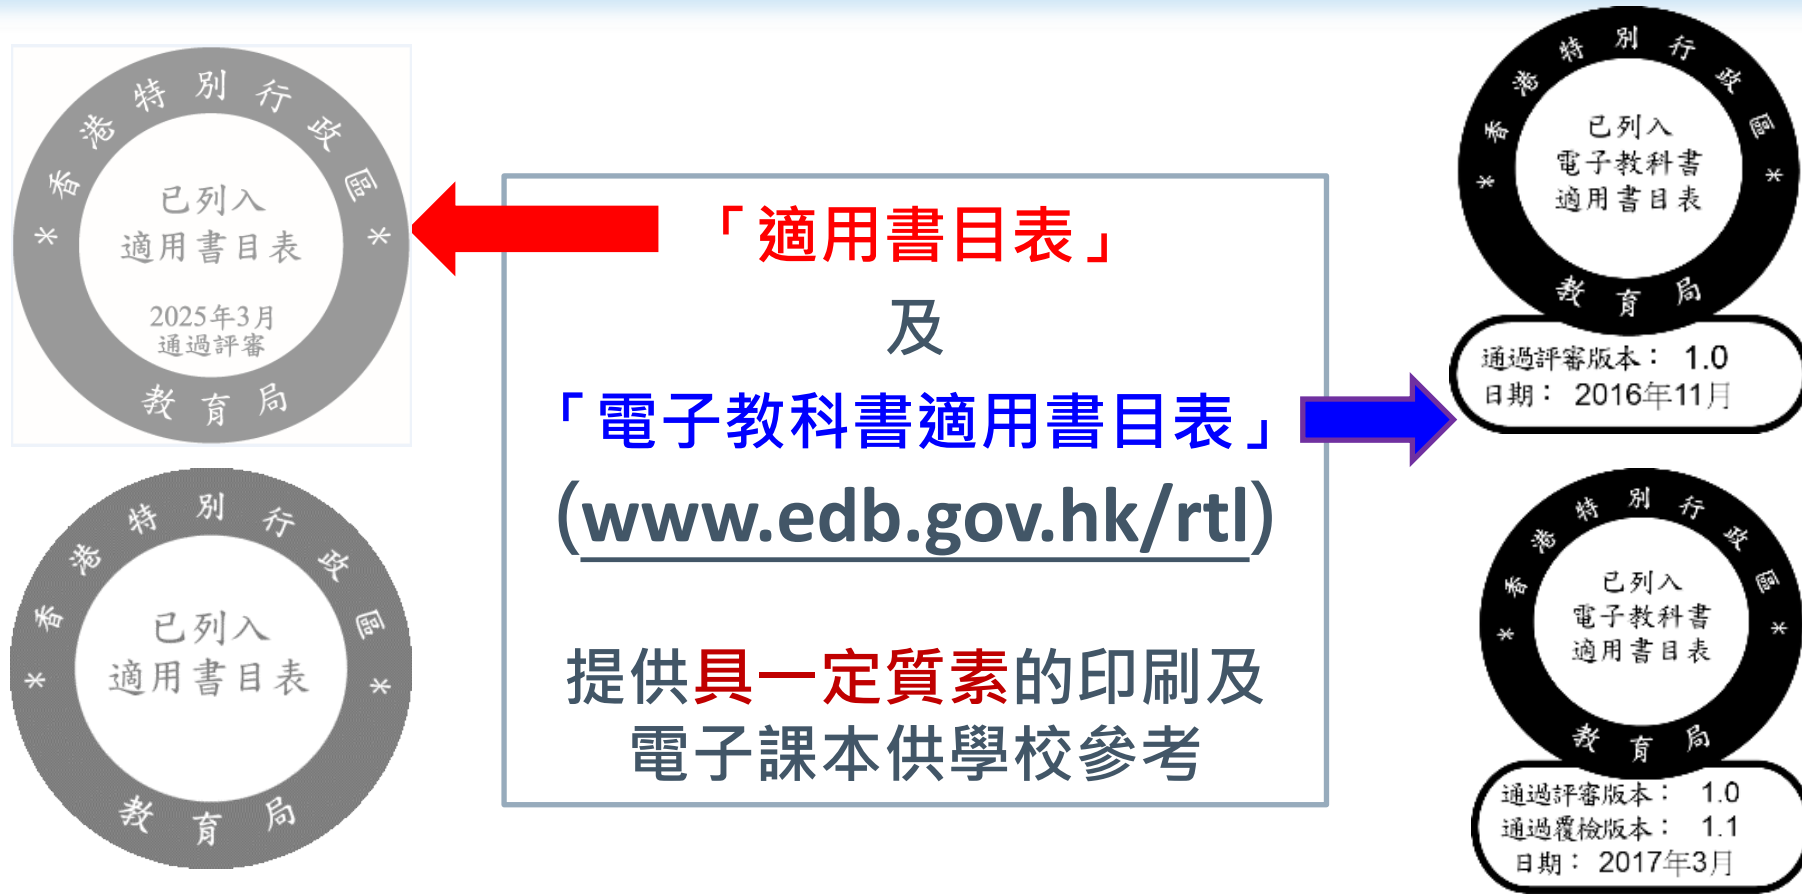 *香港特別行政區*
已列入
適用書目表
2025年3月
通過評審
教育局
*香港特別行政區*
已列入
適用書目表
教育局
「適用書目表」
及
「電子教科書適用書目表」
(www.edb.gov.hk/rtl)
提供具一定質素的印刷及
電子課本供學校參考
*香港特別行政區*
已列入
電子教科書
適用書目表
教育局
通過評審版本： 1.0
日期： 2016年11月
*香港特別行政區*
已列入
電子教科書
適用書目表
教育局
通過評審版本： 1.0
通過覆檢版本： 1.1
日期： 2017年3月